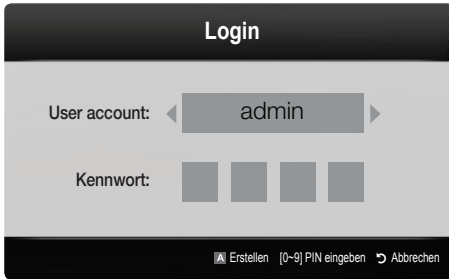 Login
User account: admin
Kennwort:
A Erstellen [0~9] PIN eingeben Abbrechen